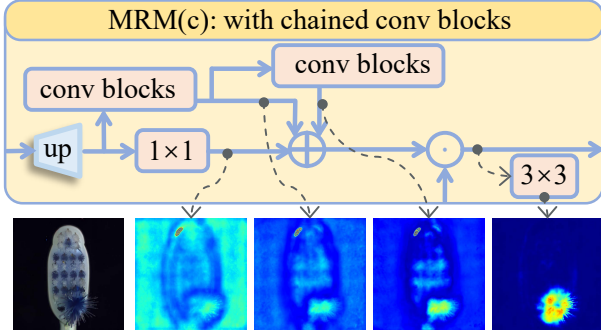 MRM(c): with chained conv blocks
conv blocks
conv blocks
up
1×1
3×3